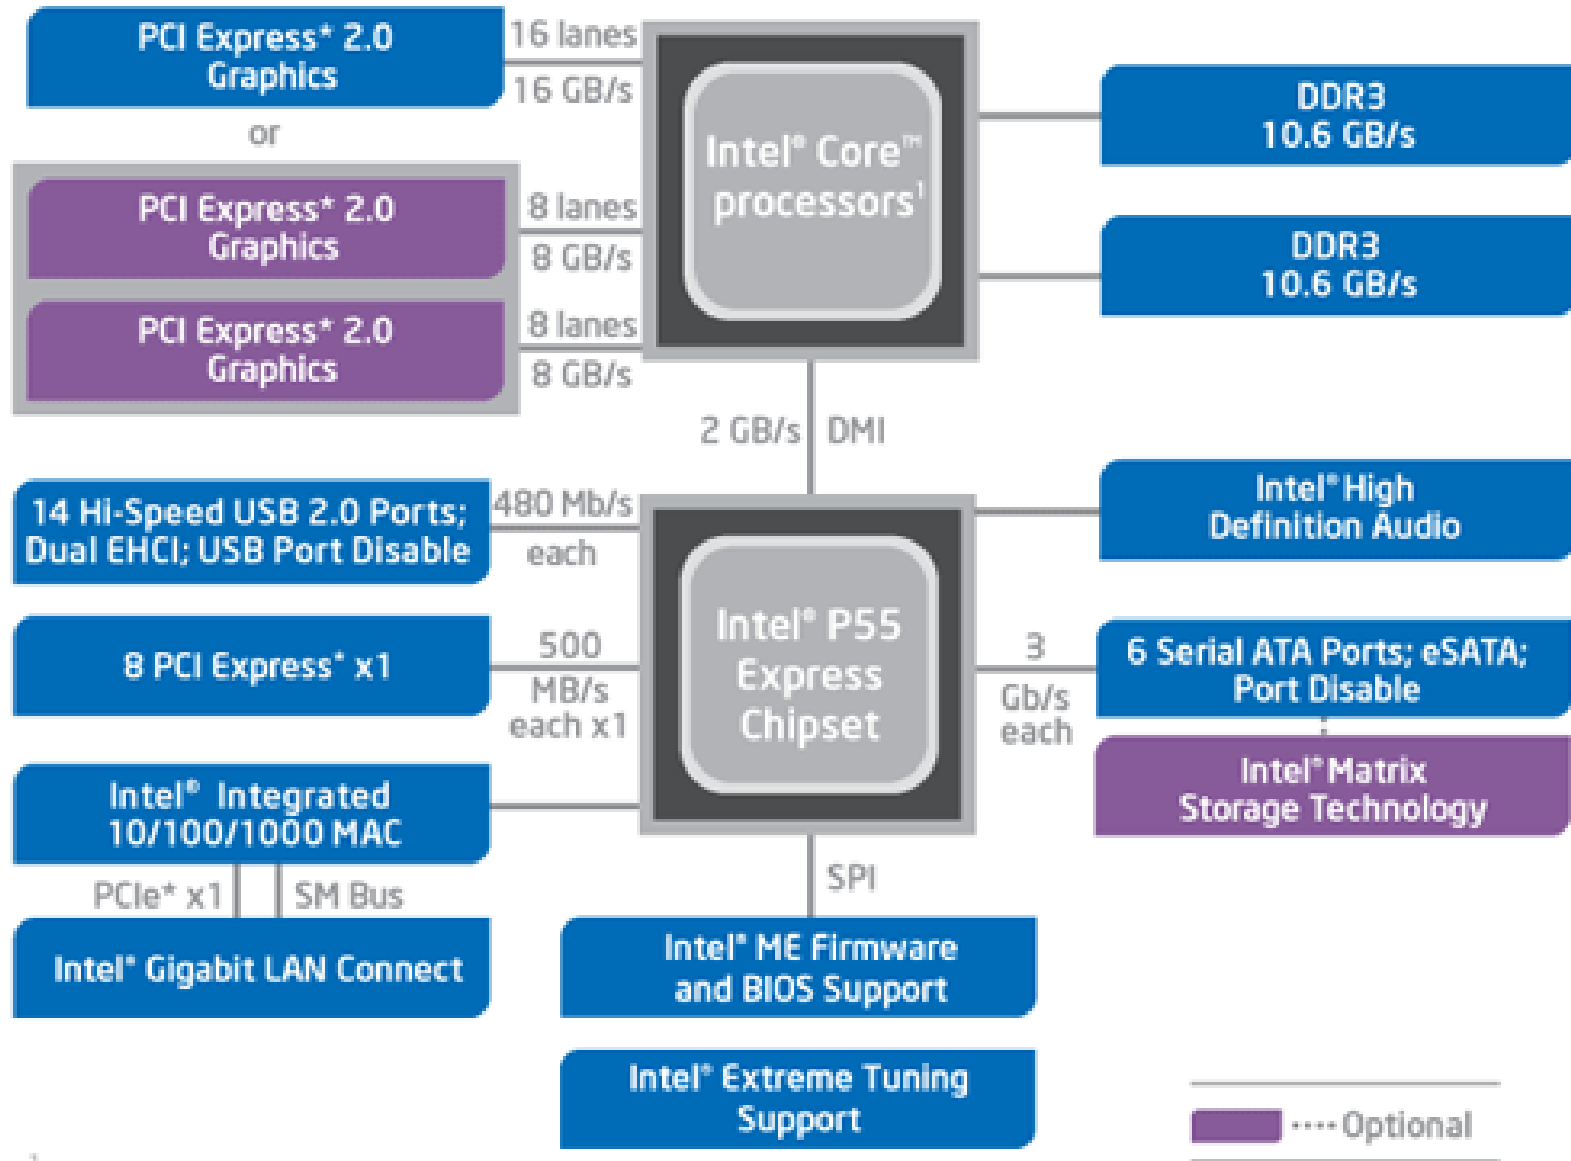 PCI Express* 2.0
Graphics
16 lanes
16 GB/s
or
PCI Express* 2.0
Graphics
8 lanes
8 GB/s
PCI Express* 2.0
Graphics
8 lanes
8 GB/s
Intel® Core™
processors¹
DDR3
10.6 GB/s
DDR3
10.6 GB/s
2 GB/s DMI
14 Hi-Speed USB 2.0 Ports;
Dual EHCI; USB Port Disable
480 Mb/s
each
8 PCI Express* x1
500
MB/s
each x1
Intel® Integrated
10/100/1000 MAC
PCIe* x1
SM Bus
Intel® Gigabit LAN Connect
Intel® P55
Express
Chipset
Intel® High
Definition Audio
3
Gb/s
each
6 Serial ATA Ports; eSATA;
Port Disable
Intel® Matrix
Storage Technology
SPI
Intel® ME Firmware
and BIOS Support
Intel® Extreme Tuning
Support
Optional
1